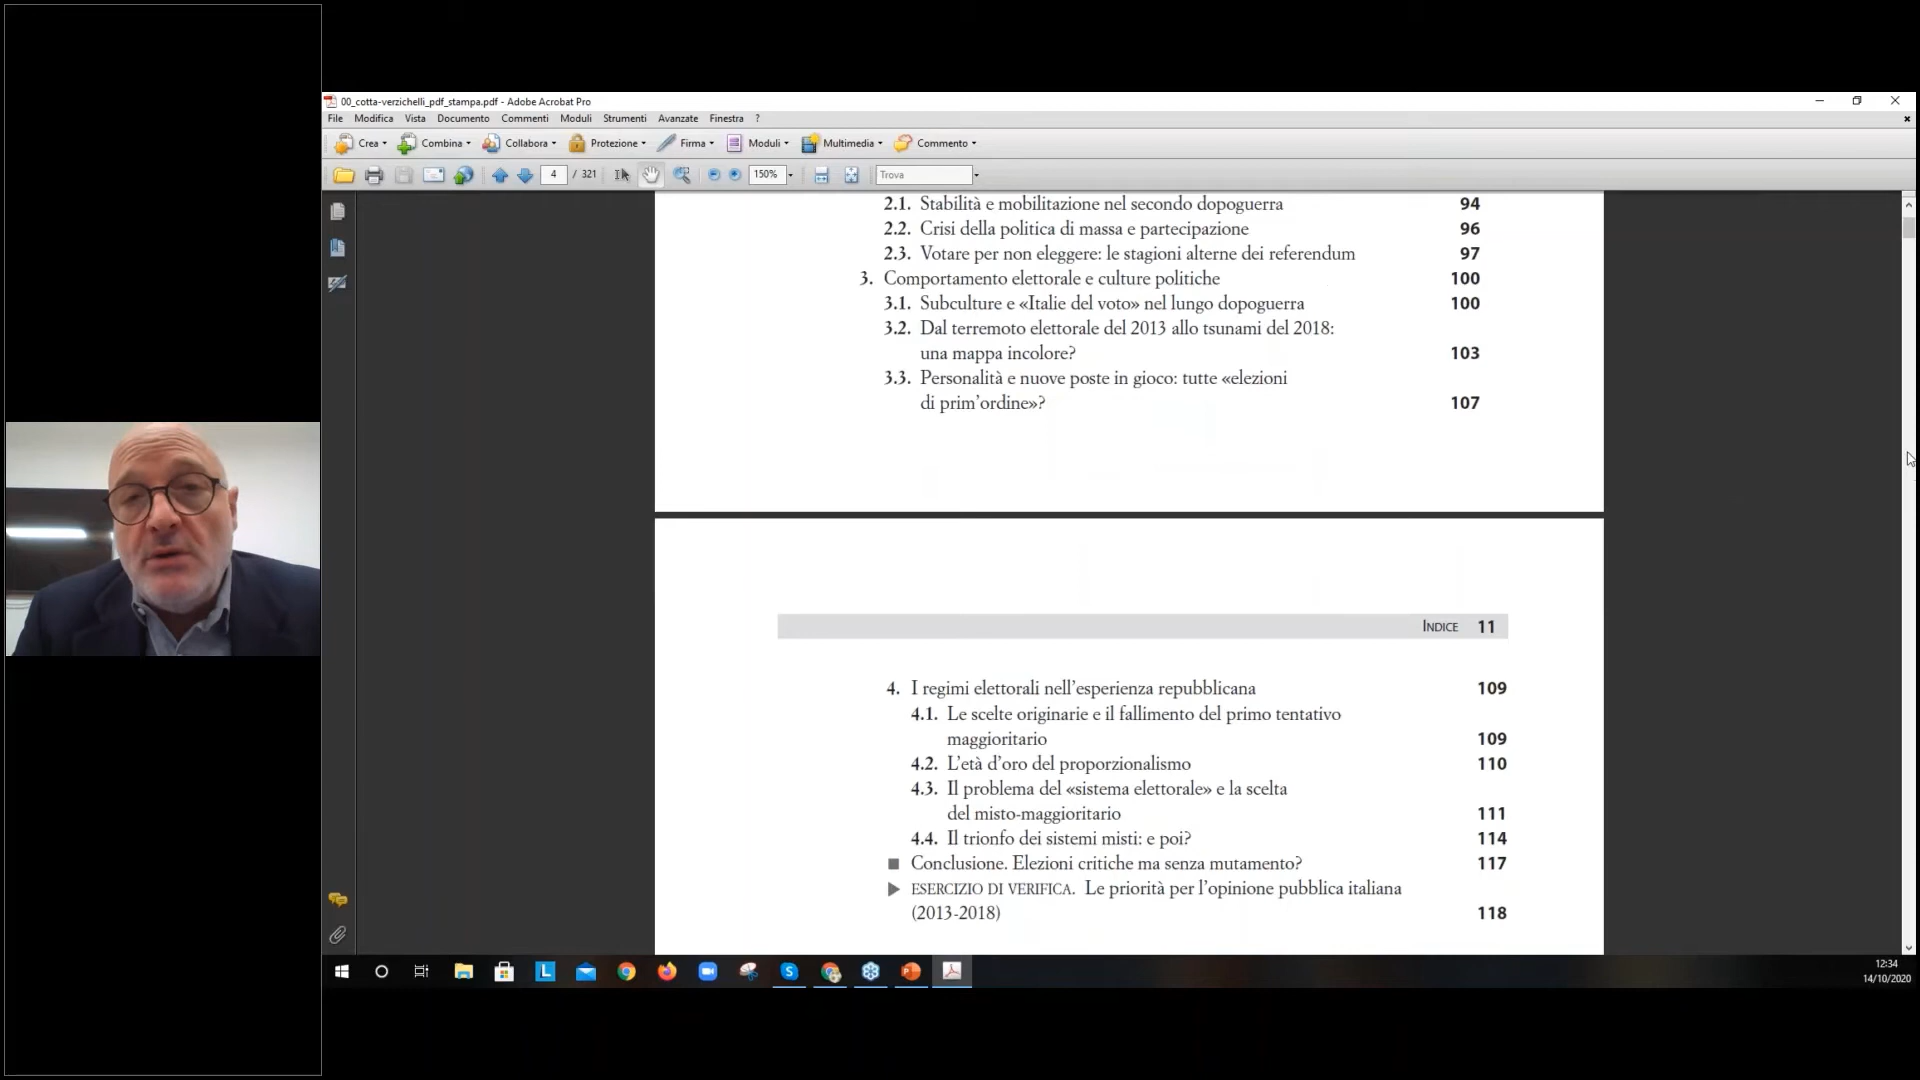 00_cotta-verzichelli_pdf_stampa.pdf - Adobe Acrobat Pro
File Modifica Vista Documento Commenti Moduli Strumenti Avanzate Finestra ?
Crea Combina Collabora Protezione Firma Moduli Multimedia Commento
4 / 321 150% Trova
2.1. Stabilità e mobilitazione nel secondo dopoguerra 94
2.2. Crisi della politica di massa e partecipazione 96
2.3. Votare per non eleggere: le stagioni alterne dei referendum 97
3. Comportamento elettorale e culture politiche 100
3.1. Subculture e «Italie del voto» nel lungo dopoguerra 100
3.2. Dal terremoto elettorale del 2013 allo tsunami del 2018:
una mappa incolore? 103
3.3. Personalità e nuove poste in gioco: tutte «elezioni
di prim'ordine»? 107
INDICE 11
4. I regimi elettorali nell'esperienza repubblicana 109
4.1. Le scelte originarie e il fallimento del primo tentativo
maggioritario 109
4.2. L'età d'oro del proporzionalismo 110
4.3. Il problema del «sistema elettorale» e la scelta
del misto-maggioritario 111
4.4. Il trionfo dei sistemi misti: e poi? 114
■ Conclusione. Elezioni critiche ma senza mutamento? 117
▶ ESERCIZIO DI VERIFICA. Le priorità per l'opinione pubblica italiana
(2013-2018) 118
12:34
14/10/2020